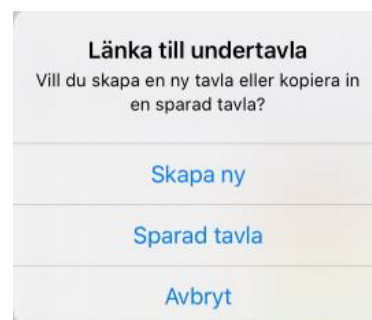 Länka till undertavla
Vill du skapa en ny tavla eller kopiera in
en sparad tavla?
Skapa ny
Sparad tavla
Avbryt